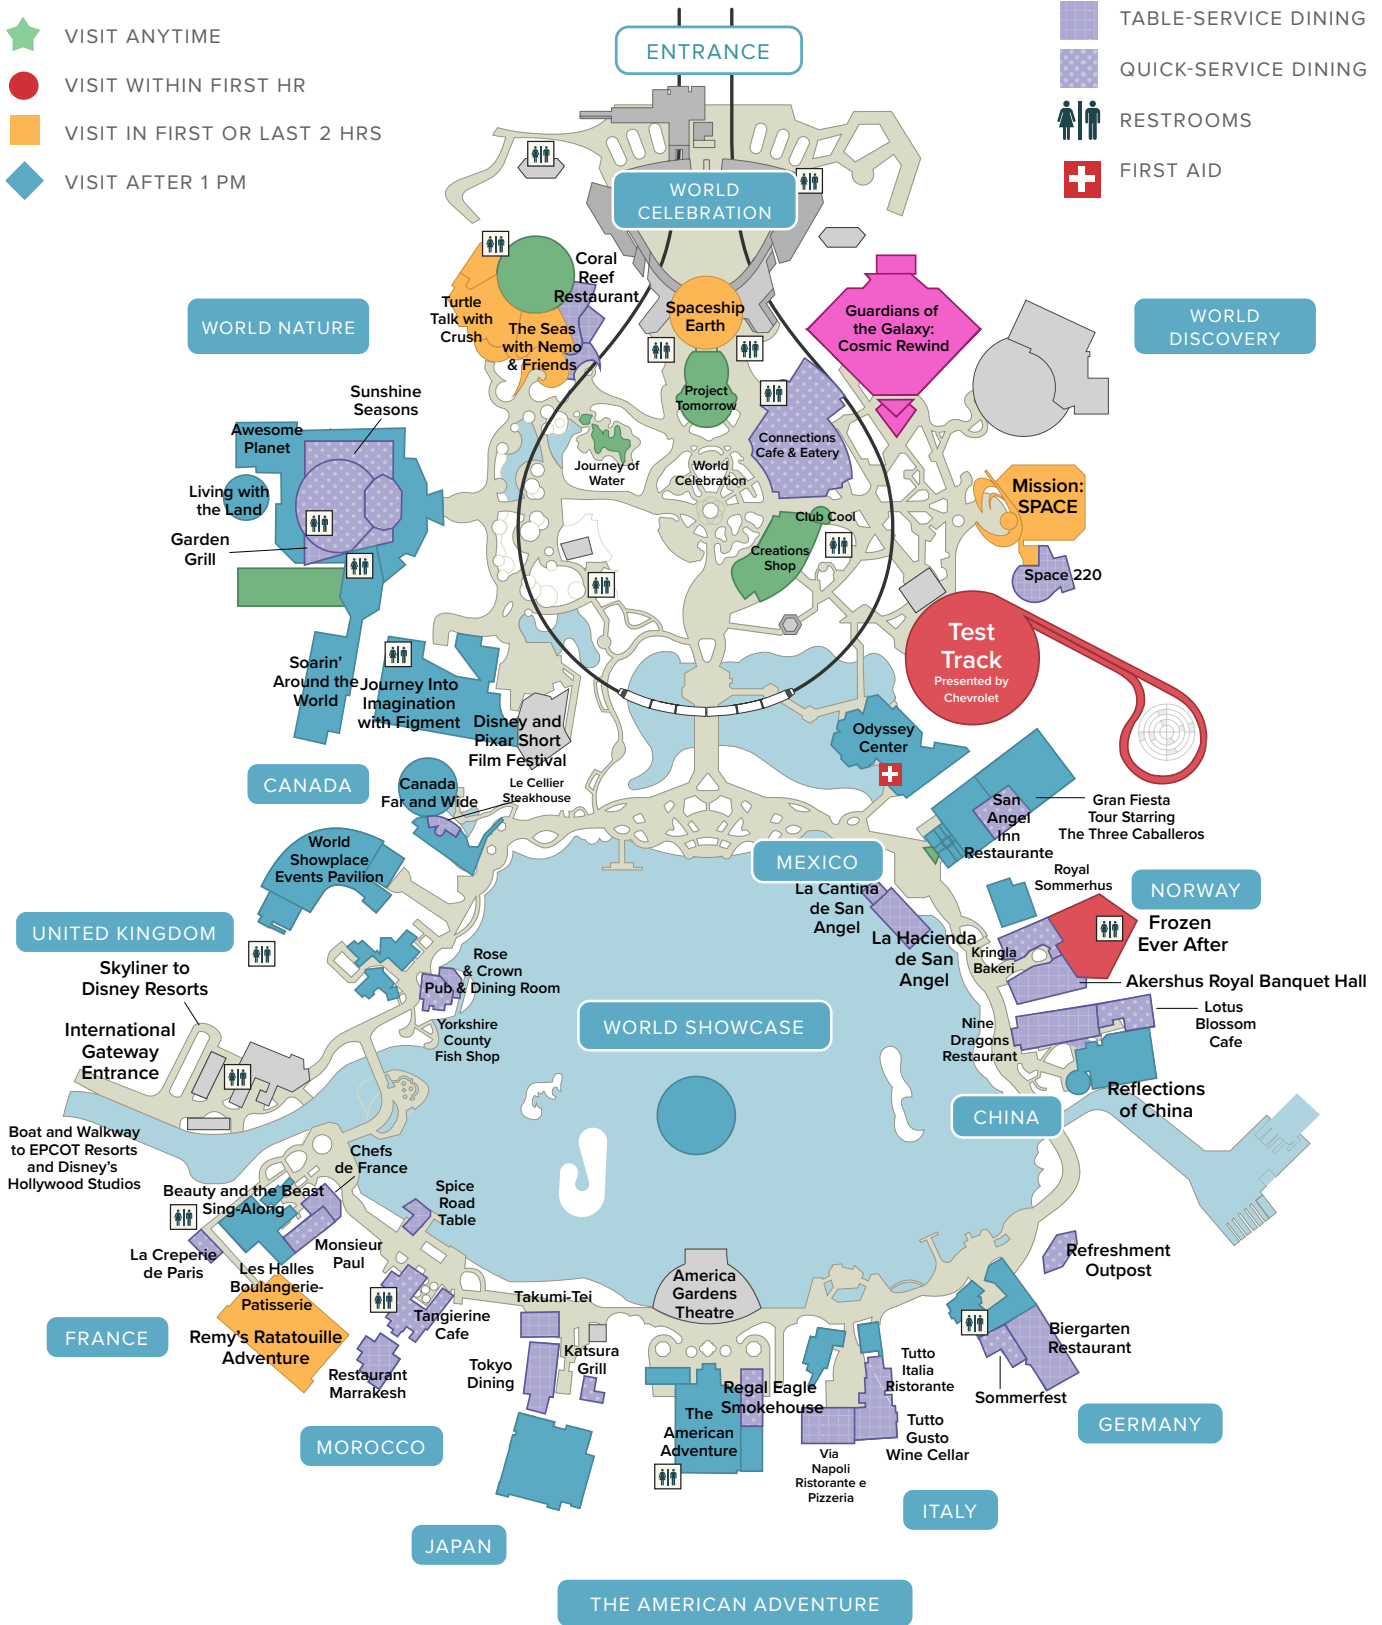 VISIT ANYTIME
VISIT WITHIN FIRST HR
VISIT IN FIRST OR LAST 2 HRS
VISIT AFTER 1 PM
TABLE-SERVICE DINING
QUICK-SERVICE DINING
RESTROOMS
FIRST AID
ENTRANCE
WORLD
CELEBRATION
WORLD NATURE
WORLD
DISCOVERY
Coral
Reef
Restaurant
Turtle
Talk with
Crush
The Seas
with Nemo
& Friends
Spaceship
Earth
Guardians of
the Galaxy:
Cosmic Rewind
Project
Tomorrow
Connections
Cafe & Eatery
Sunshine
Seasons
Awesome
Planet
Living with
the Land
Garden
Grill
Journey of
Water
World
Celebration
Mission:
SPACE
Club Cool
Creations
Shop
Space 220
Test
Track
Presented by
Chevrolet
Soarin'
Around the
World
Journey Into
Imagination
with Figment
Disney and
Pixar Short
Film Festival
Odyssey
Center
CANADA
Canada
Far and Wide
Le Cellier
Steakhouse
San
Angel
Inn
Restaurante
Gran Fiesta
Tour Starring
The Three Caballeros
World
Showplace
Events Pavilion
MEXICO
La Cantina
de San
Angel
La Hacienda
de San
Angel
Royal
Sommerhus
NORWAY
Frozen
Ever After
Kringla
Bakeri
Akershus Royal Banquet Hall
UNITED KINGDOM
Skyliner to
Disney Resorts
Rose
& Crown
Pub & Dining Room
Yorkshire
County
Fish Shop
International
Gateway
Entrance
WORLD SHOWCASE
Nine
Dragons
Restaurant
Lotus
Blossom
Cafe
CHINA
Reflections
of China
Boat and Walkway
to EPCOT Resorts
and Disney's
Hollywood Studios
Chefs
de France
Beauty and the Beast
Sing-Along
La Creperie
de Paris
Monsieur
Paul
Les Halles
Boulangerie-
Patisserie
Spice
Road
Table
FRANCE
Remy's Ratatouille
Adventure
Tangierine
Cafe
Restaurant
Marrakesh
MOROCCO
Takumi-Tei
Tokyo
Dining
Katsura
Grill
JAPAN
America
Gardens
Theatre
The
American
Adventure
Regal Eagle
Smokehouse
THE AMERICAN ADVENTURE
Via
Napoli
Ristorante e
Pizzeria
Tutto
Italia
Ristorante
Tutto
Gusto
Wine Cellar
ITALY
Refreshment
Outpost
Biergarten
Restaurant
Sommerfest
GERMANY